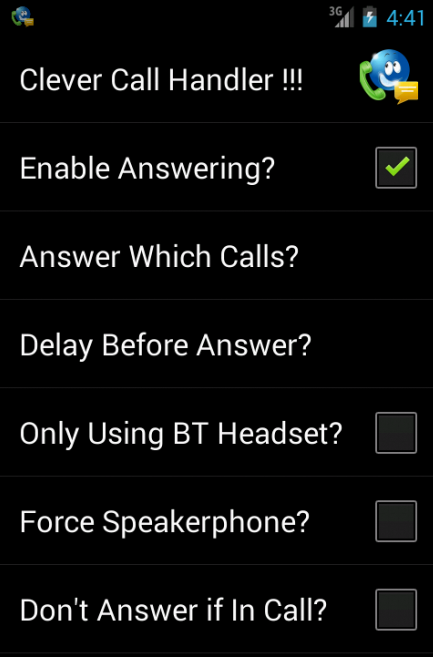 3G 4:41
Clever Call Handler !!!
Enable Answering?
Answer Which Calls?
Delay Before Answer?
Only Using BT Headset?
Force Speakerphone?
Don't Answer if In Call?